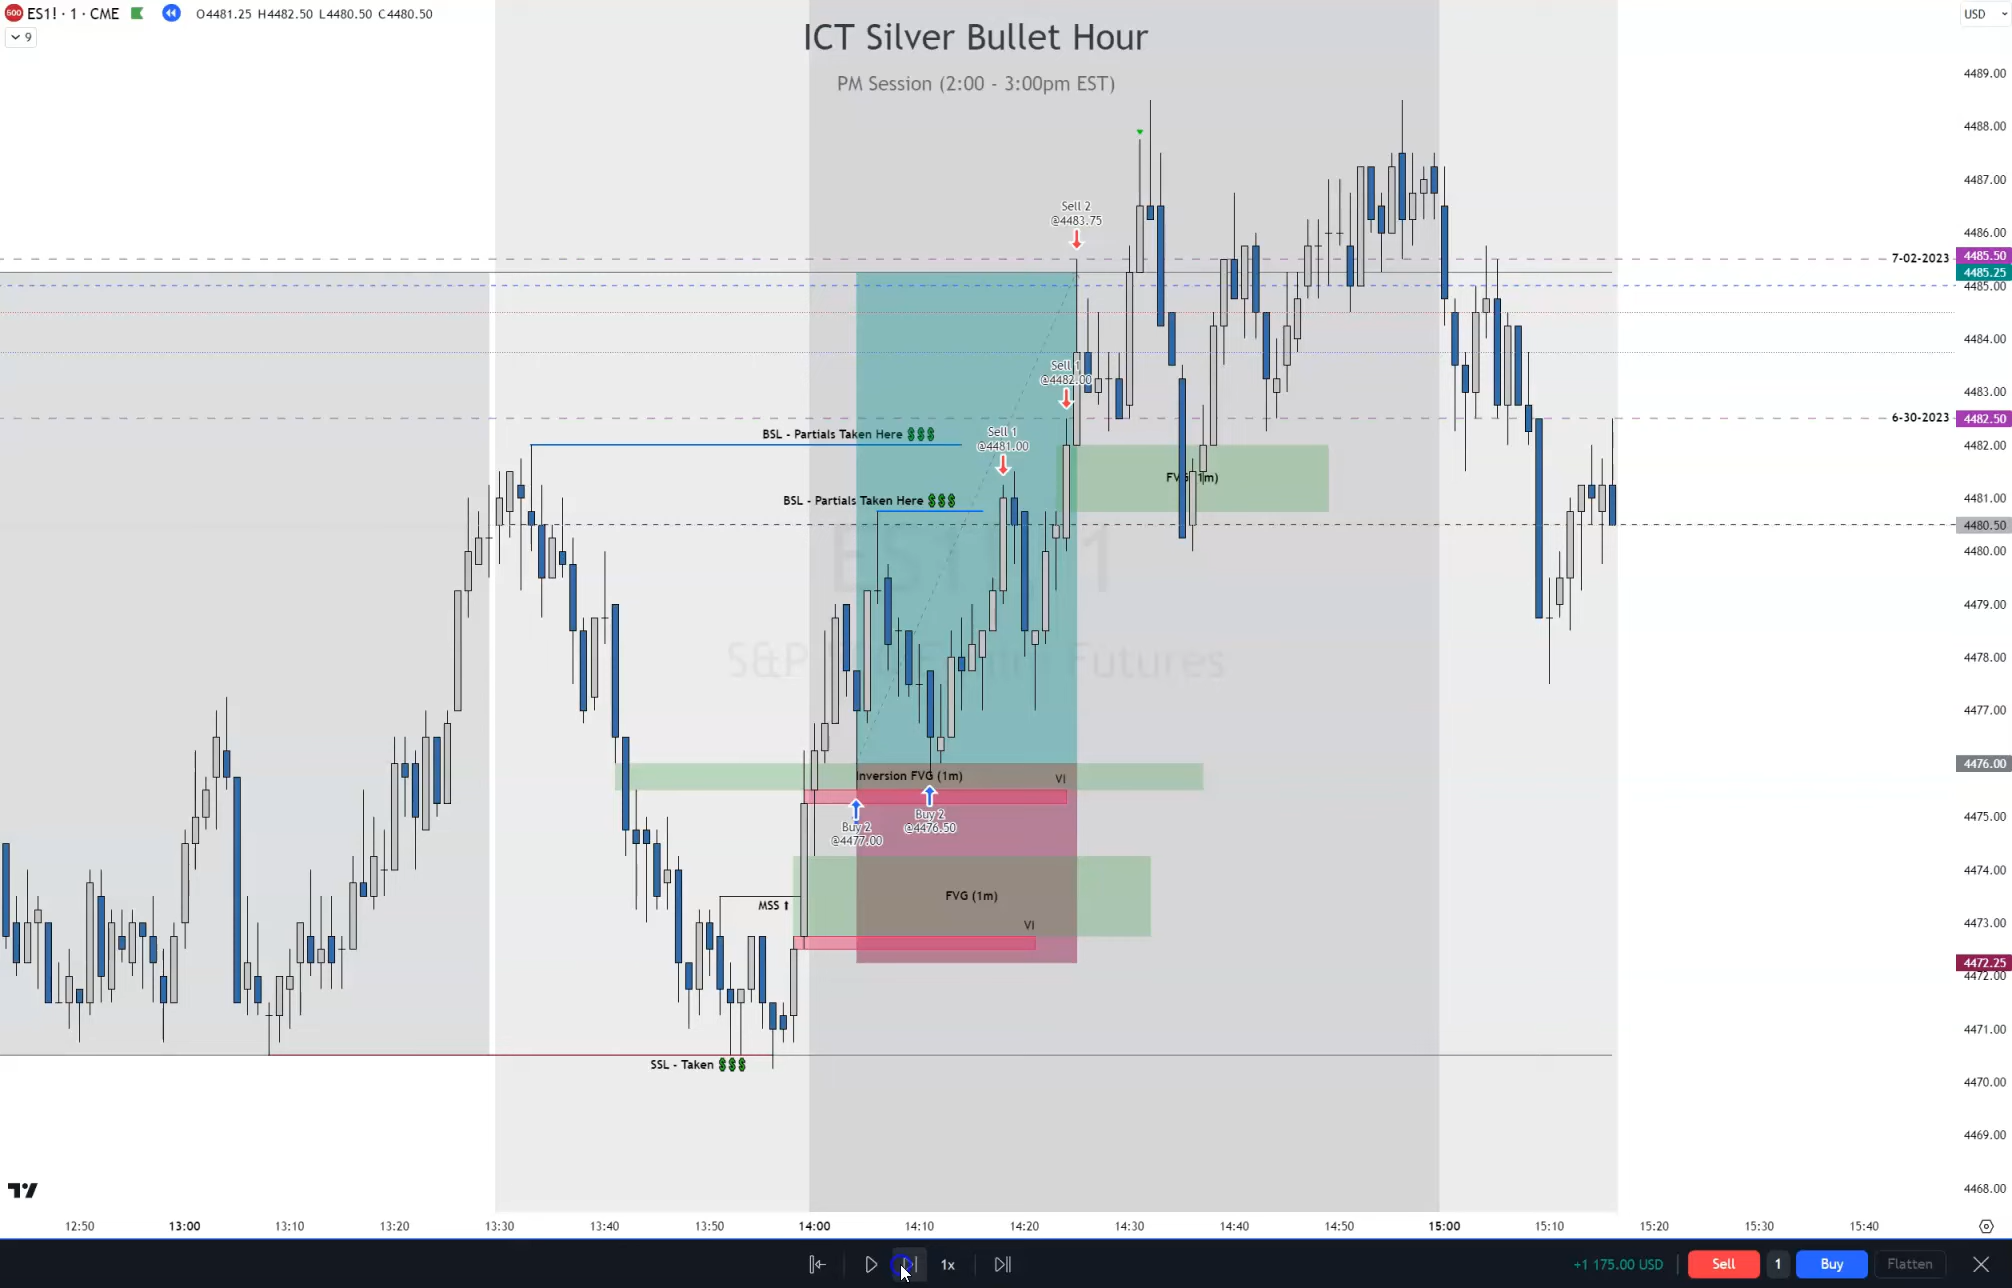 ES1! · 1 · CME
O4481.25 H4482.50 L4480.50 C4480.50
USD
9
ICT Silver Bullet Hour
PM Session (2:00 - 3:00pm EST)
4489.00
4488.00
4487.00
4486.00
7-02-2023
4485.50
4485.25
4485.00
4484.00
4483.00
6-30-2023
4482.50
4482.00
4481.00
4480.50
4480.00
4479.00
4478.00
4477.00
4476.00
4475.00
4474.00
4473.00
4472.25
4472.00
4471.00
4470.00
4469.00
4468.00
Sell 2
@4483.75
Sell 1
@4482.00
BSL - Partials Taken Here $$$
Sell 1
@4481.00
BSL - Partials Taken Here $$$
FVG (1m)
Inversion FVG (1m)
VI
Buy 2
@4477.00
Buy 2
@4476.50
MSS
FVG (1m)
VI
SSL - Taken $$$
12:50 13:00 13:10 13:20 13:30 13:40 13:50 14:00 14:10 14:20 14:30 14:40 14:50 15:00 15:10 15:20 15:30 15:40
1x
+1 175.00 USD
Sell
1
Buy
Flatten